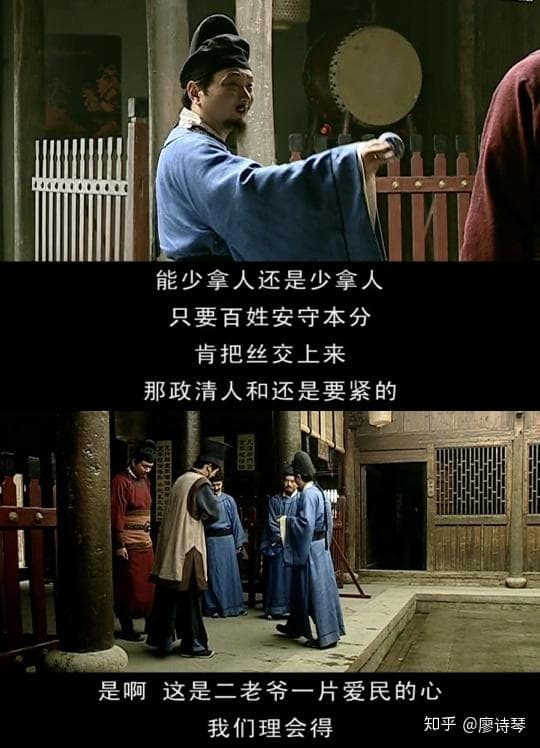 能少拿人还是少拿人
只要百姓安守本分
肯把丝交上来
那政清人和还是要紧的
是啊 这是二老爷一片爱民的心
我们理会得
知乎 @廖诗琴